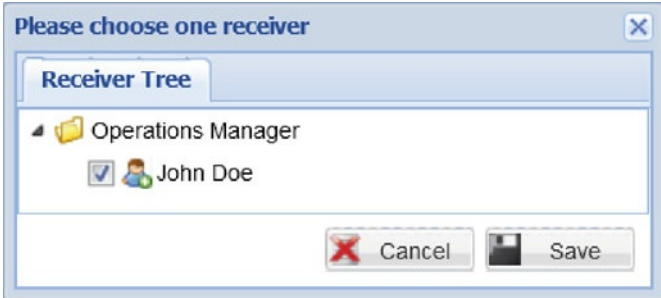 Please choose one receiver
Receiver Tree
Operations Manager
John Doe
Cancel Save